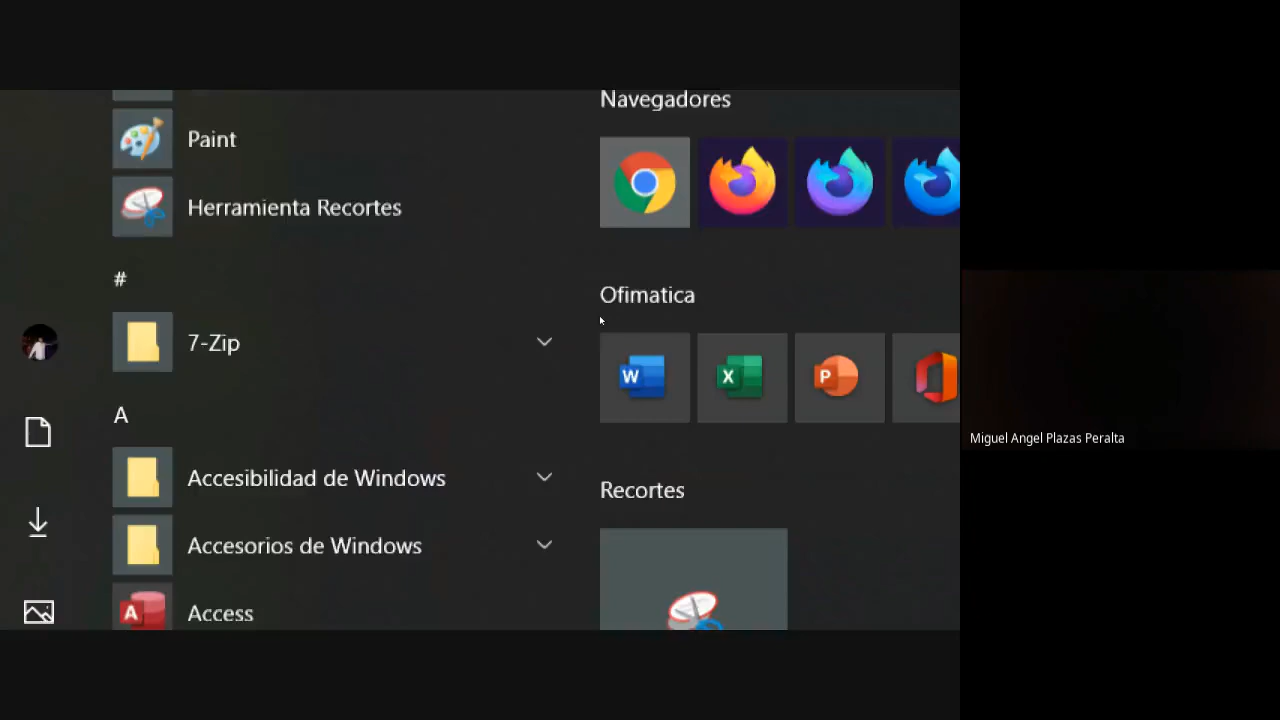 Paint
Herramienta Recortes
#
7-Zip
A
Accesibilidad de Windows
Accesorios de Windows
Access
Navegadores
Ofimatica
W
X
P
Recortes
A
Miguel Angel Plazas Peralta